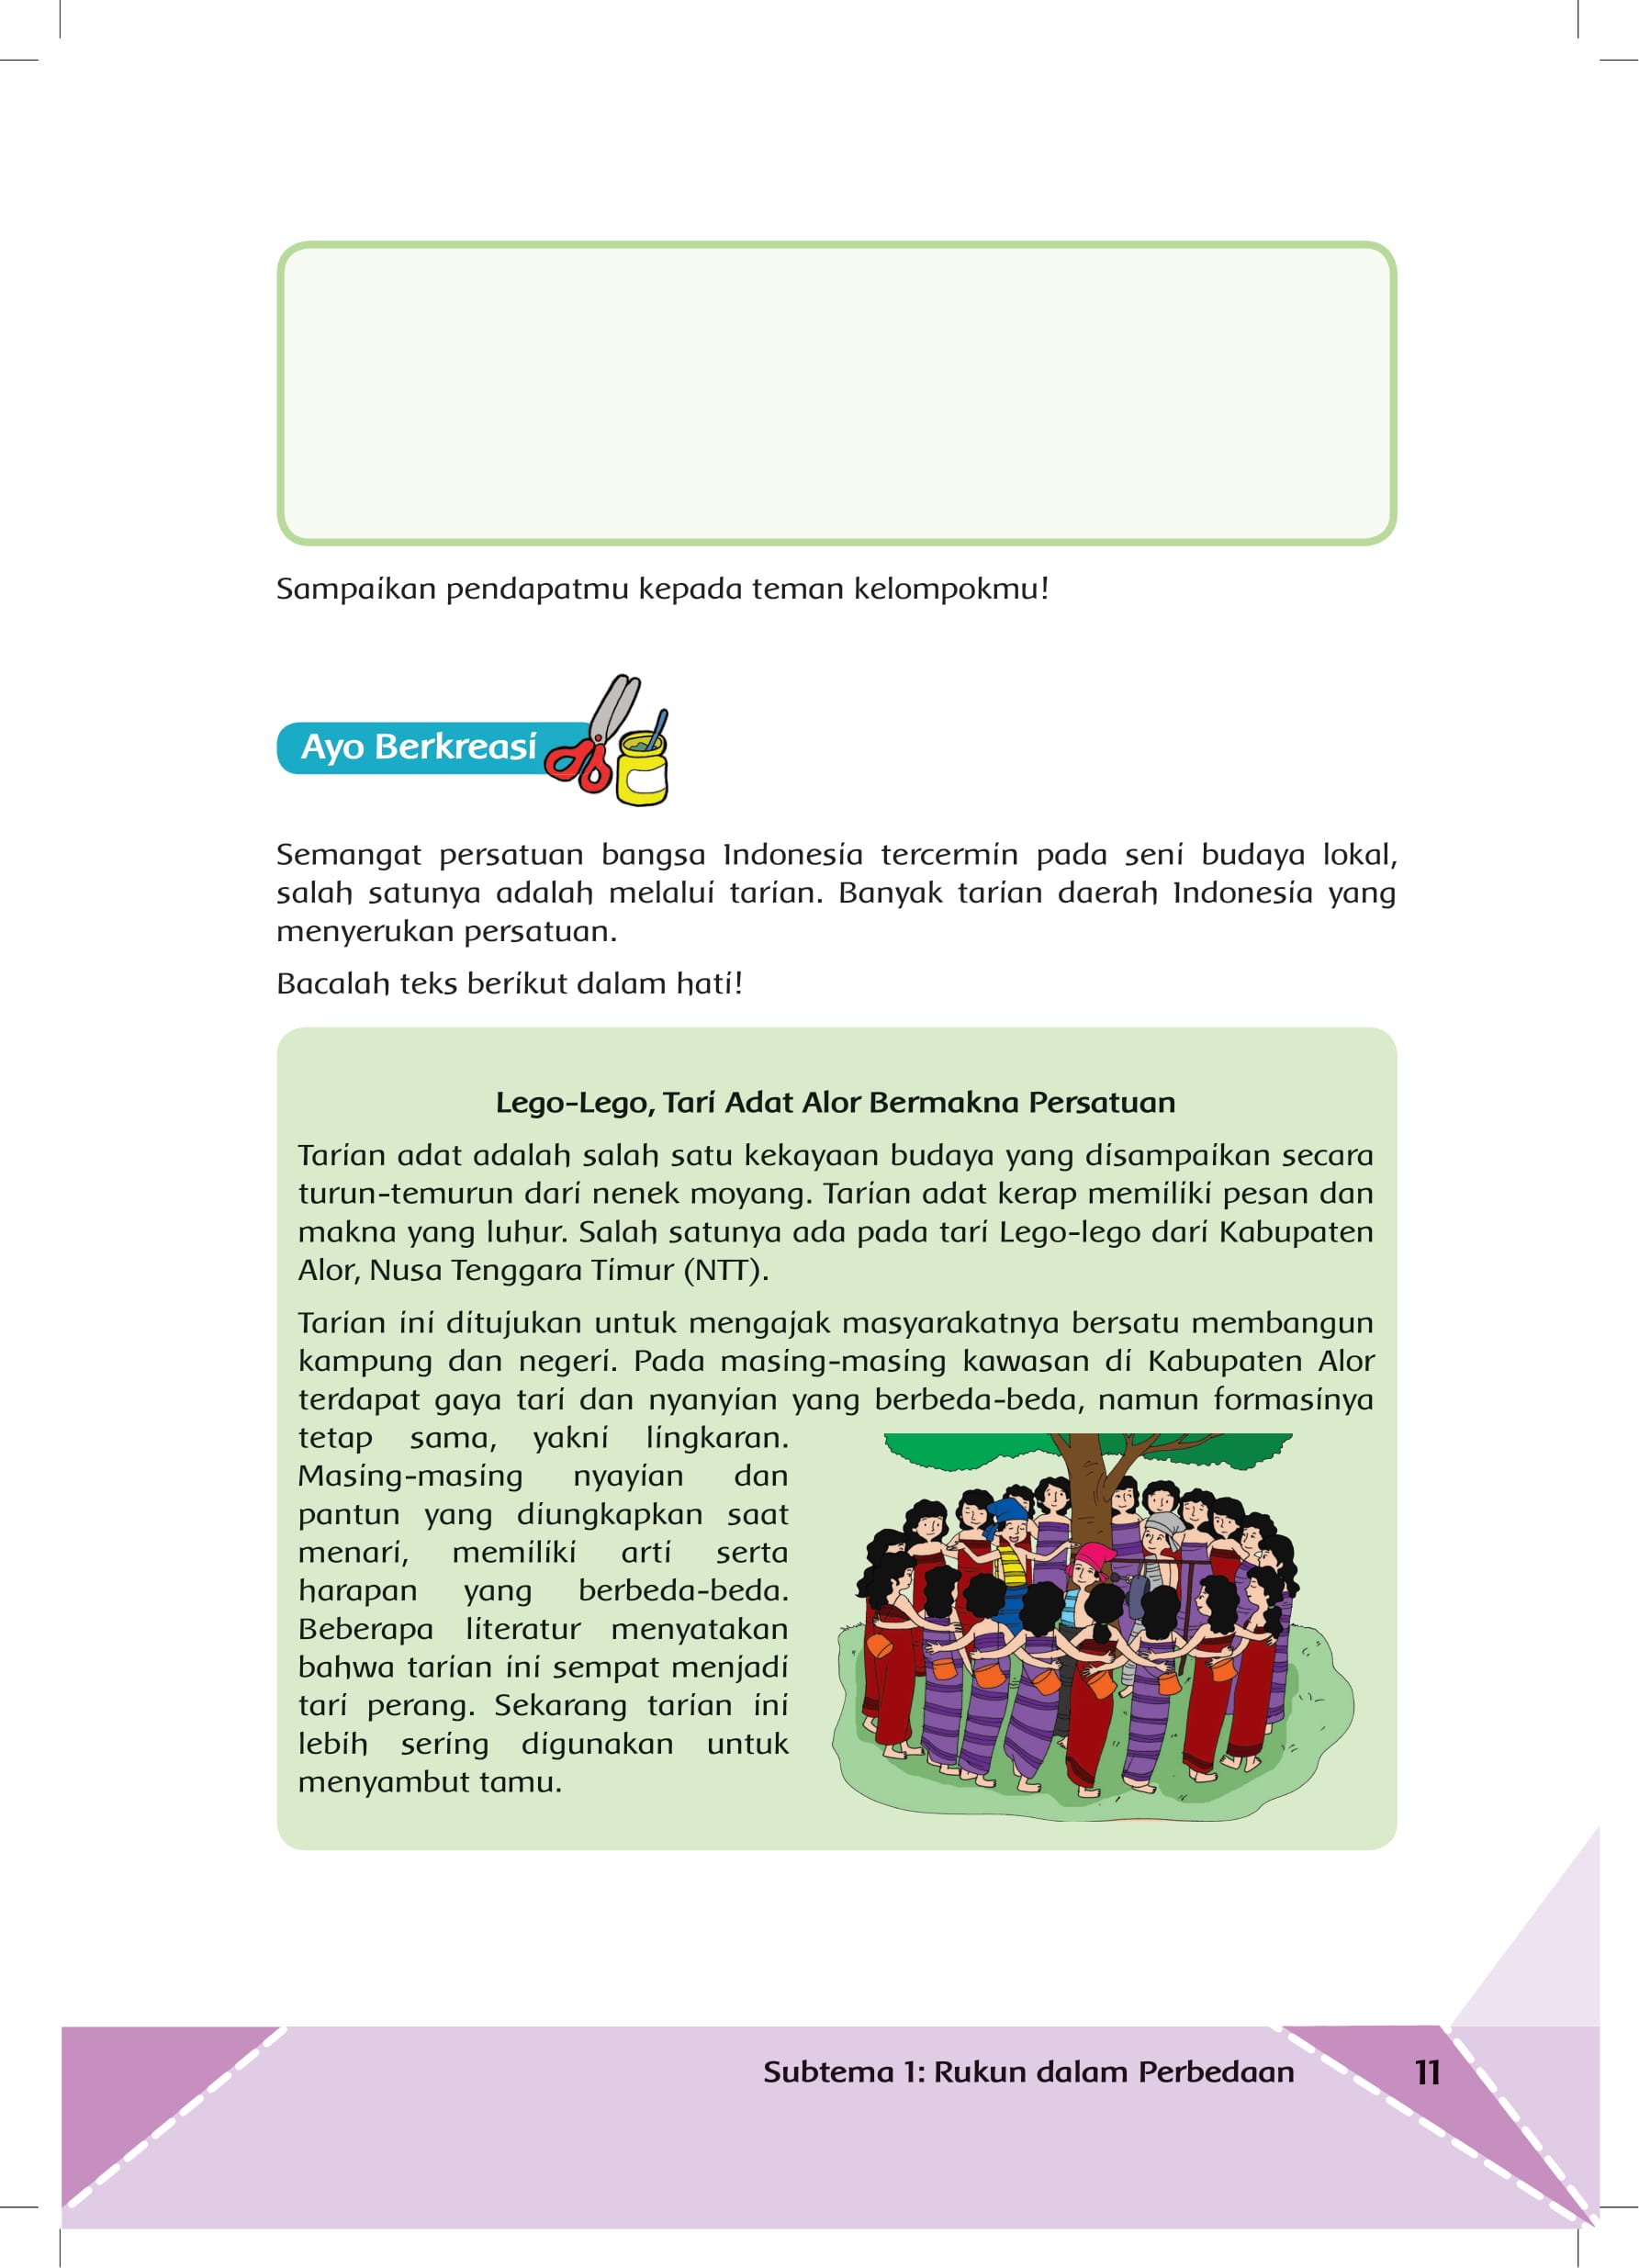 Sampaikan pendapatmu kepada teman kelompokmu!
Ayo Berkreasi
Semangat persatuan bangsa Indonesia tercermin pada seni budaya lokal,
salah satunya adalah melalui tarian. Banyak tarian daerah Indonesia yang
menyerukan persatuan.
Bacalah teks berikut dalam hati!
Lego-Lego, Tari Adat Alor Bermakna Persatuan
Tarian adat adalah salah satu kekayaan budaya yang disampaikan secara
turun-temurun dari nenek moyang. Tarian adat kerap memiliki pesan dan
makna yang luhur. Salah satunya ada pada tari Lego-lego dari Kabupaten
Alor, Nusa Tenggara Timur (NTT).
Tarian ini ditujukan untuk mengajak masyarakatnya bersatu membangun
kampung dan negeri. Pada masing-masing kawasan di Kabupaten Alor
terdapat gaya tari dan nyanyian yang berbeda-beda, namun formasinya
tetap sama, yakni lingkaran.
Masing-masing nyayian dan
pantun yang diungkapkan saat
menari, memiliki arti serta
harapan yang berbeda-beda.
Beberapa literatur menyatakan
bahwa tarian ini sempat menjadi
tari perang. Sekarang tarian ini
lebih sering digunakan untuk
menyambut tamu.
Subtema 1: Rukun dalam Perbedaan 11